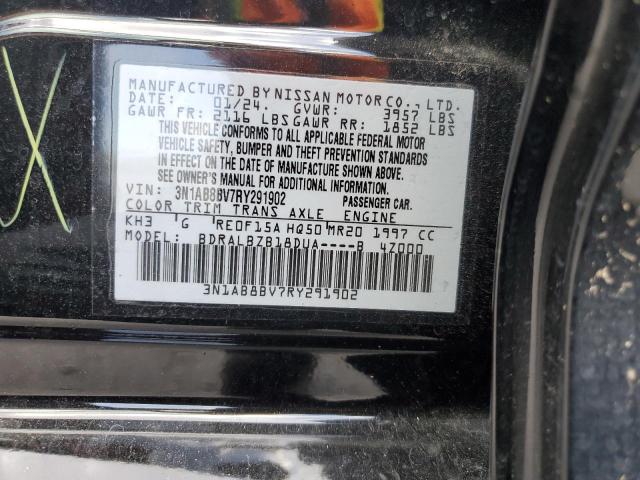 MANUFACTURED BY NISSAN MOTOR CO., LTD.
DATE: 01/24. GVWR: 3957 LBS
GAWR FR: 2116 LBS GAWR RR: 1852 LBS
THIS VEHICLE CONFORMS TO ALL APPLICABLE FEDERAL MOTOR
VEHICLE SAFETY, BUMPER AND THEFT PREVENTION STANDARDS
IN EFFECT ON THE DATE OF MANUFACTURE SHOWN ABOVE.
SEE OWNER'S MANUAL FOR ADDITIONAL INFORMATION.
VIN: 3N1AB8BV7RY291902 PASSENGER CAR.
COLOR TRIM TRANS AXLE ENGINE
KH3 G RE0F15A HQ50 MR20 1997 CC
MODEL: BDRALBZB18DUA----B 4Z000
3N1AB8BV7RY291902